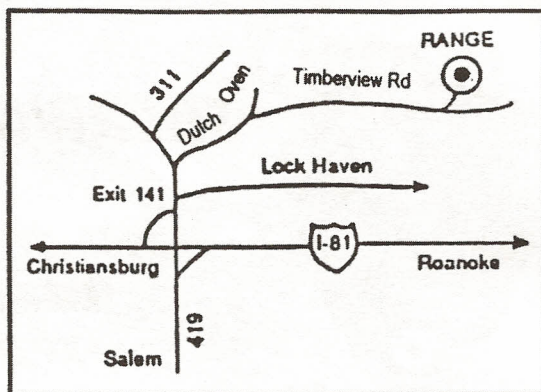 RANGE
311
Dutch Oven
Timberview Rd
Lock Haven
Exit 141
I-81
Christiansburg
Roanoke
419
Salem